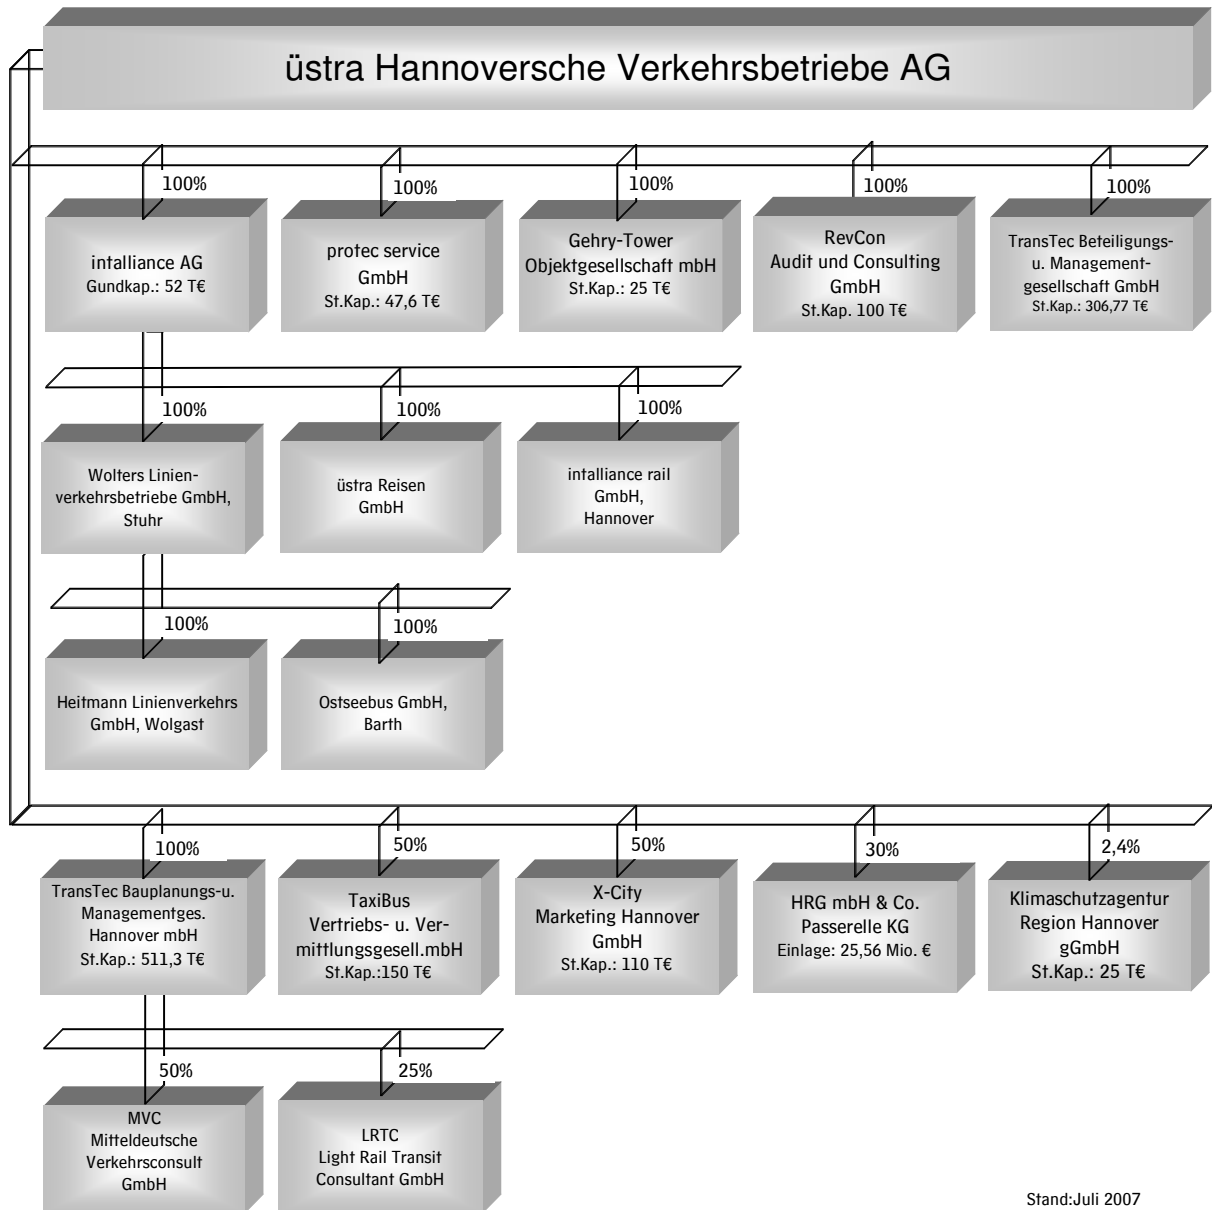 üstra Hannoversche Verkehrsbetriebe AG
100%
intalliance AG
Gundkap.: 52 T€
100%
protec service
GmbH
St.Kap.: 47,6 T€
100%
Gehry-Tower
Objektgesellschaft mbH
St.Kap.: 25 T€
100%
RevCon
Audit und Consulting
GmbH
St.Kap. 100 T€
100%
TransTec Beteiligungs-
u. Management-
gesellschaft GmbH
St.Kap.: 306,77 T€
100%
Wolters Linien-
verkehrsbetriebe GmbH,
Stuhr
100%
üstra Reisen
GmbH
100%
intalliance rail
GmbH,
Hannover
100%
Heitmann Linienverkehrs
GmbH, Wolgast
100%
Ostseebus GmbH,
Barth
100%
TransTec Bauplanungs-u.
Managementges.
Hannover mbH
St.Kap.: 511,3 T€
50%
TaxiBus
Vertriebs- u. Ver-
mittlungsgesell.mbH
St.Kap.:150 T€
50%
X-City
Marketing Hannover
GmbH
St.Kap.: 110 T€
30%
HRG mbH & Co.
Passerelle KG
Einlage: 25,56 Mio. €
2,4%
Klimaschutzagentur
Region Hannover
gGmbH
St.Kap.: 25 T€
50%
MVC
Mitteldeutsche
Verkehrsconsult
GmbH
25%
LRTC
Light Rail Transit
Consultant GmbH
Stand:Juli 2007